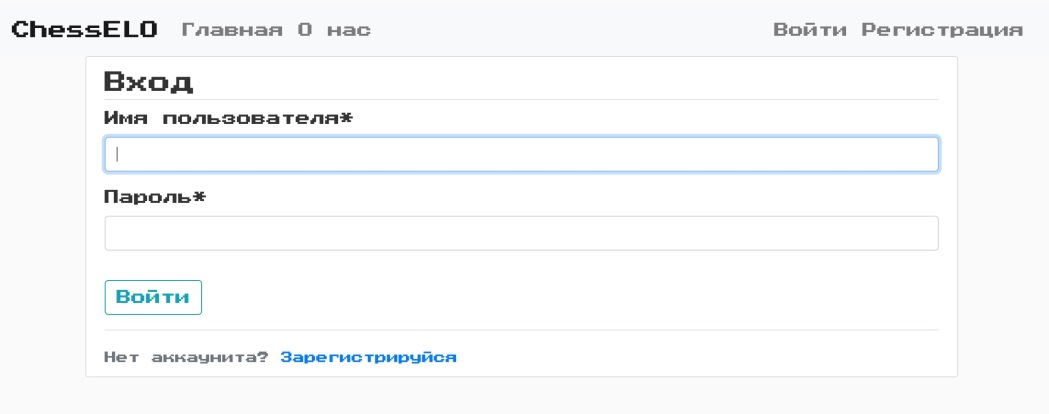 ChessELO Главная О нас Войти Регистрация
Вход
Имя пользователя*
Пароль*
Войти
Нет аккаунита? Зарегистрируйся